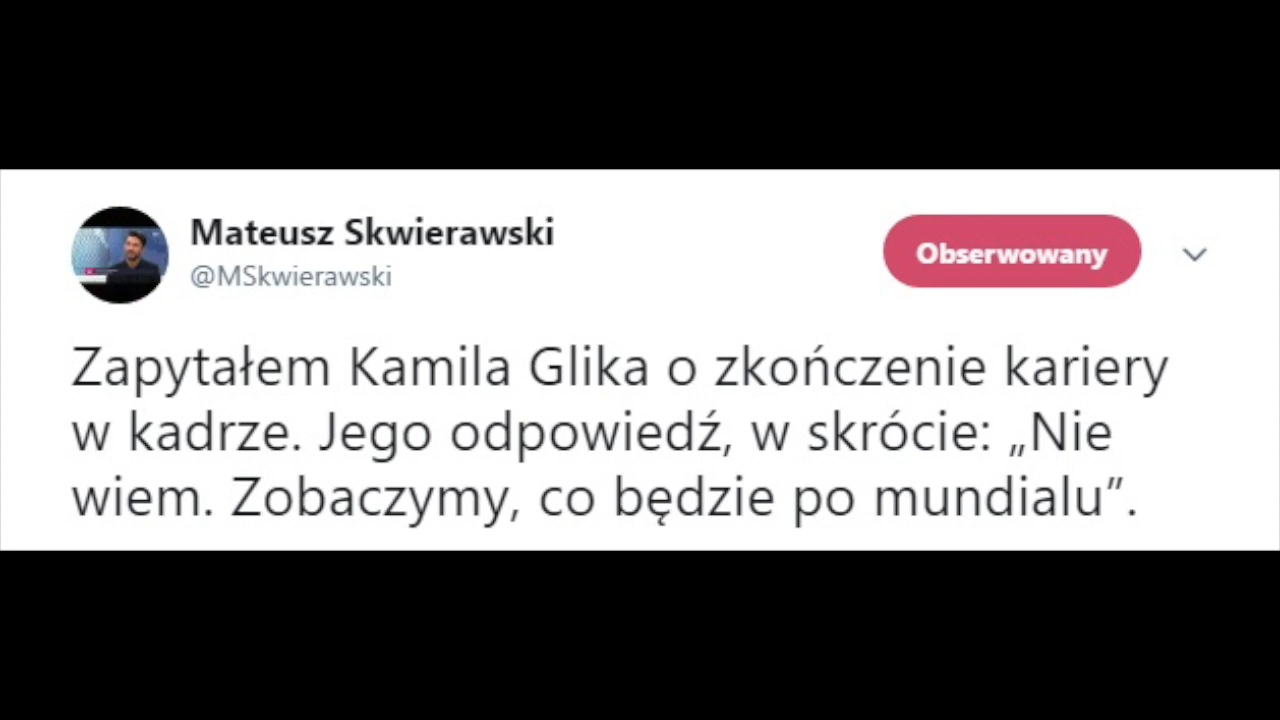 Mateusz Skwierawski
@MSkwierawski
Obserwowany
Zapytałem Kamila Glika o zkończenie kariery
w kadrze. Jego odpowiedź, w skrócie: „Nie
wiem. Zobaczymy, co będzie po mundialu”.